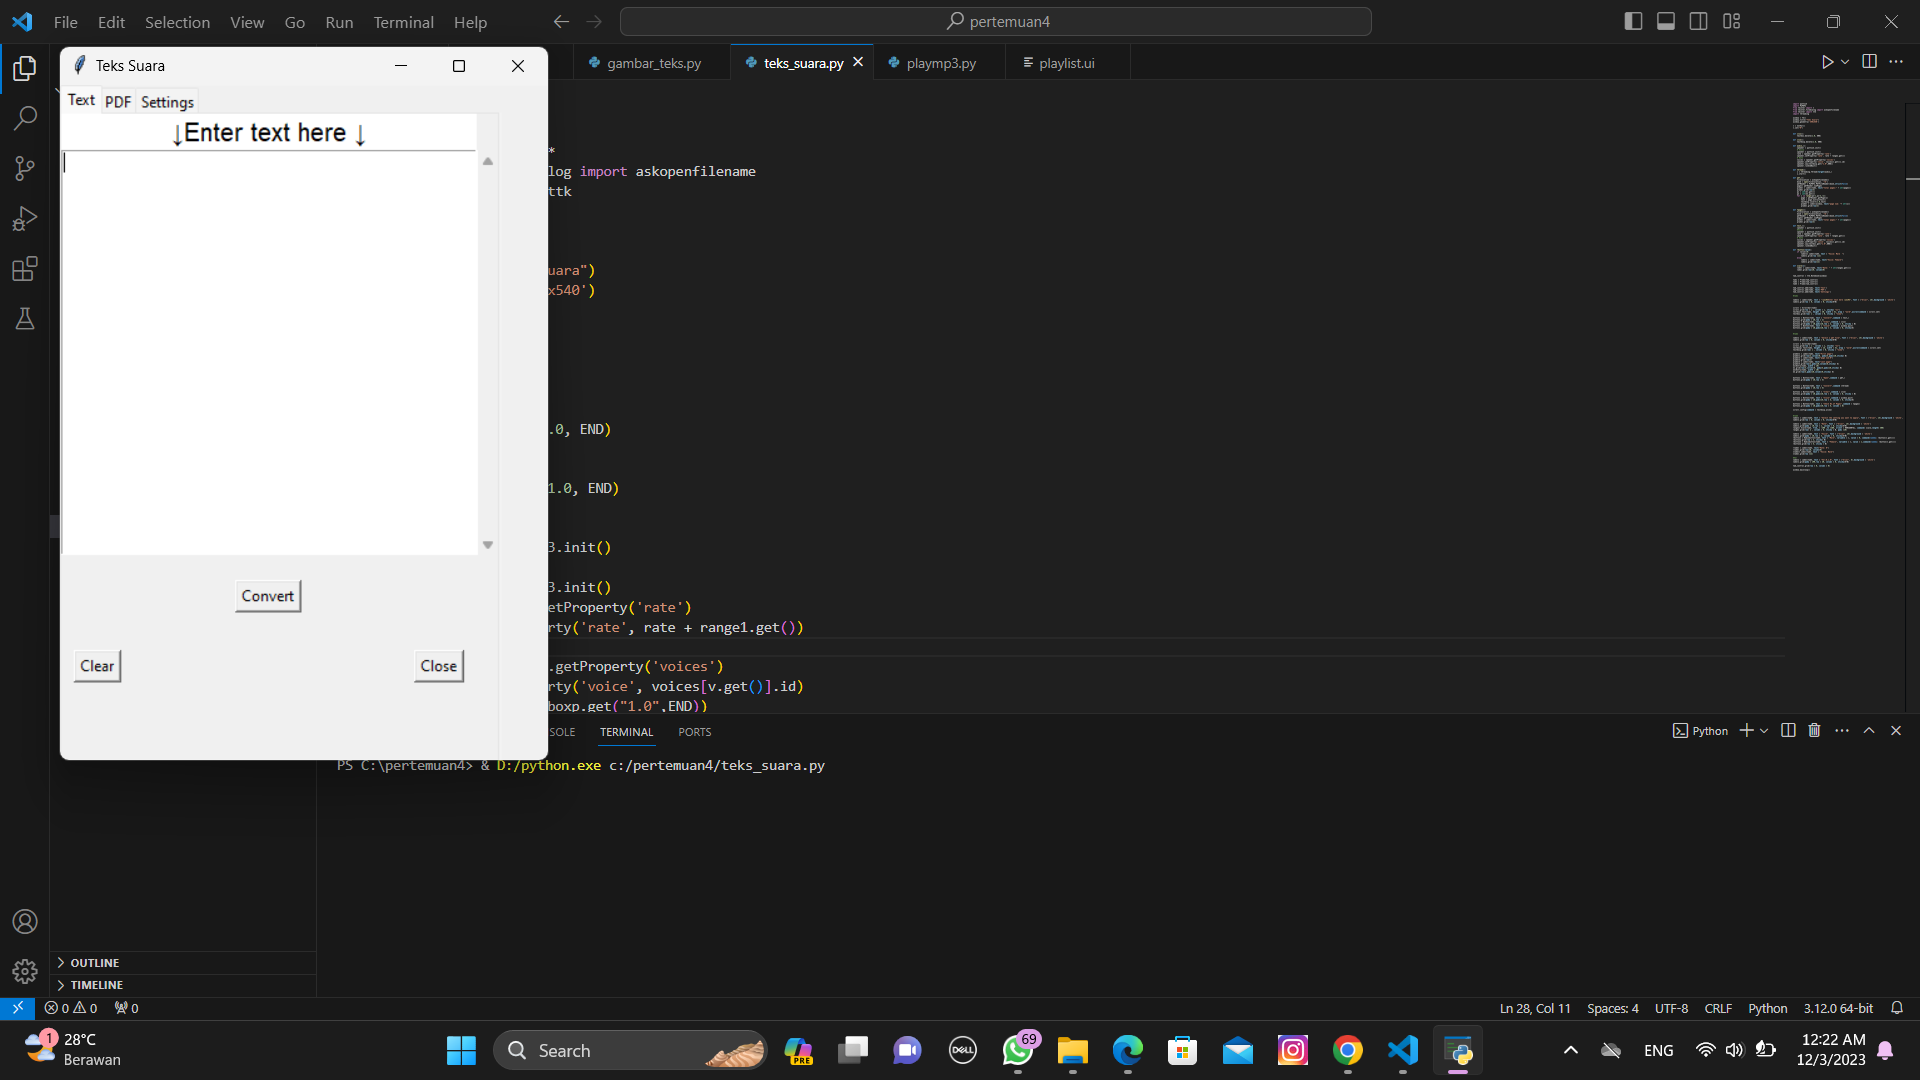 File Edit Selection View Go Run Terminal Help
pertemuan4
Teks Suara
gambar_teks.py
teks_suara.py
playmp3.py
playlist.ui
Text PDF Settings
↓Enter text here ↓
Convert
Clear
Close
*
log import askopenfilename
ttk
uara")
x540')
.0, END)
1.0, END)
3.init()
3.init()
etProperty('rate')
rty('rate', rate + range1.get())
.getProperty('voices')
rty('voice', voices[v.get()].id)
boxp.get("1.0",END))
SOLE TERMINAL PORTS
Python
PS C:\pertemuan4> & D:/python.exe c:/pertemuan4/teks_suara.py
OUTLINE
TIMELINE
0 0 0
Ln 28, Col 11 Spaces: 4 UTF-8 CRLF Python 3.12.0 64-bit
1
28°C
Berawan
Search
PRE
DELL
69
ENG
12:22 AM
12/3/2023